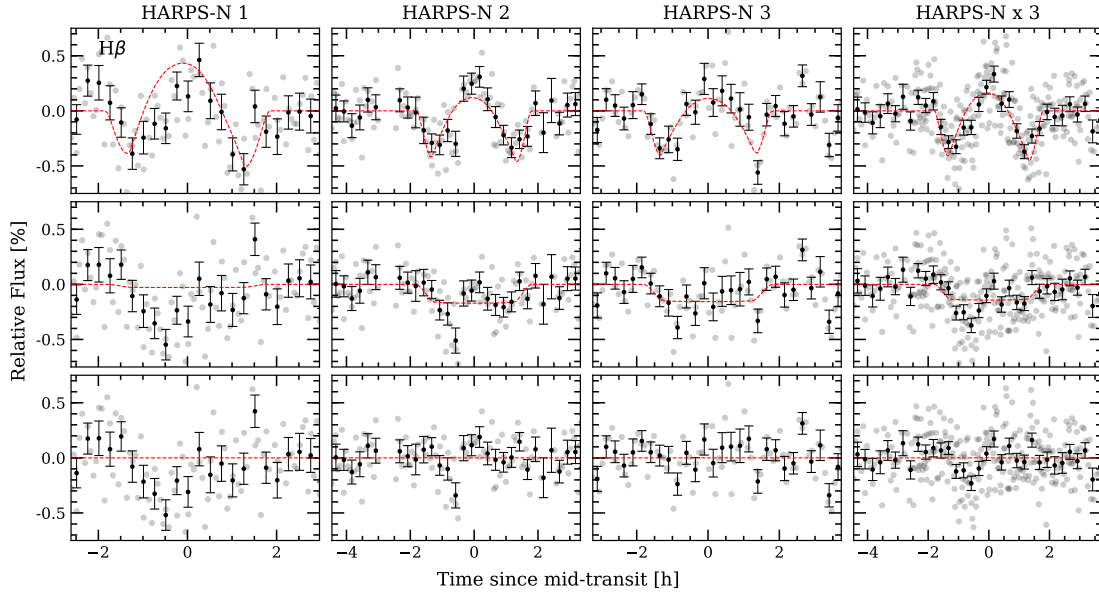 HARPS-N 1 HARPS-N 2 HARPS-N 3 HARPS-N x 3
Hβ
0.5
0.0
-0.5
0.5
0.0
-0.5
0.5
0.0
-0.5
Relative Flux [%]
−2 0 2 −4 −2 0 2 −2 0 2 −4 −2 0 2
Time since mid-transit [h]